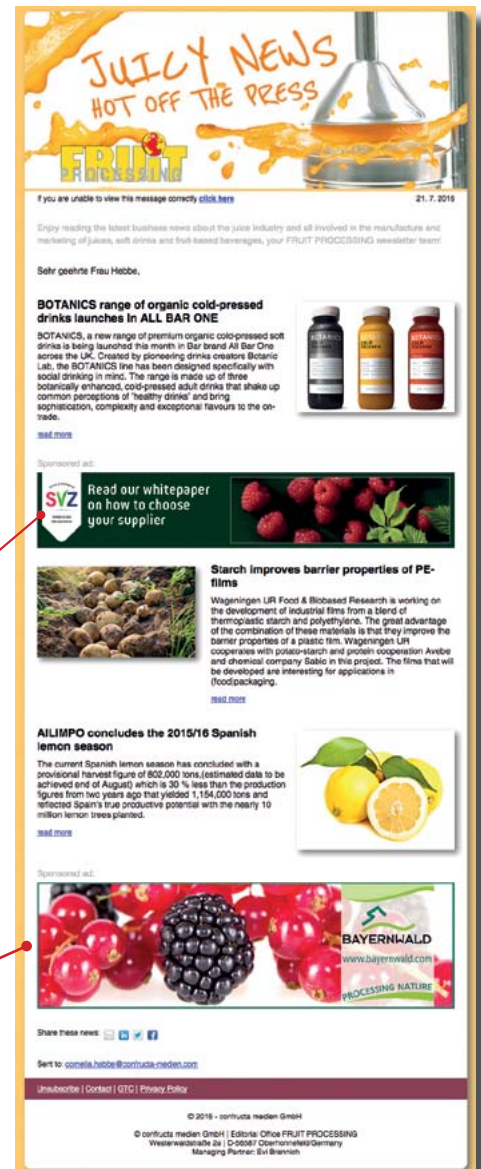 JUICY NEWS
HOT OFF THE PRESS
FRUIT
PROCESSING
If you are unable to view this message correctly click here
21. 7. 2016
Enjoy reading the latest business news about the juice industry and all involved in the manufacture and
marketing of juices, soft drinks and fruit-based beverages, your FRUIT PROCESSING newsletter team!
Sehr geehrte Frau Hebbe,
BOTANICS range of organic cold-pressed
drinks launches in ALL BAR ONE
BOTANICS, a new range of premium organic cold-pressed soft
drinks is being launched this month in Bar brand All Bar One
across the UK. Created by pioneering drinks creators Botanic
Lab, the BOTANICS line has been designed specifically with
social drinking in mind. The range is made up of three
botanically enhanced, cold-pressed adult drinks that shake up
common perceptions of 'healthy drinks' and bring
sophistication, complexity and exceptional flavours to the on-
trade.
read more
Sponsored ad:
SVZ
Read our whitepaper
on how to choose
your supplier
Starch improves barrier properties of PE-
films
Wageningen UR Food & Biobased Research is working on
the development of industrial films from a blend of
thermoplastic starch and polyethylene. The great advantage
of the combination of these materials is that they improve the
barrier properties of a plastic film. Wageningen UR
cooperates with potato-starch and protein cooperation Avebe
and chemical company Sabic in this project. The films that will
be developed are interesting for applications in
(food)packaging.
read more
AILIMPO concludes the 2015/16 Spanish
lemon season
The current Spanish lemon season has concluded with a
provisional harvest figure of 802,000 tons,(estimated data to be
achieved end of August) which is 30 % less than the production
figures from two years ago that yielded 1,154,000 tons and
reflected Spain's true productive potential with the nearly 10
million lemon trees planted.
read more
Sponsored ad:
BAYERNWALD
www.bayernwald.com
PROCESSING NATURE
Share these news:
Sent to: cornelia.hebbe@confructa-medien.com
Unsubscribe | Contact | GTC | Privacy Policy
© 2016 - confructa medien GmbH
© confructa medien GmbH | Editorial Office FRUIT PROCESSING
Westerwaldstraße 2a | D-56587 Oberhonnefeld/Germany
Managing Partner: Evi Brennich